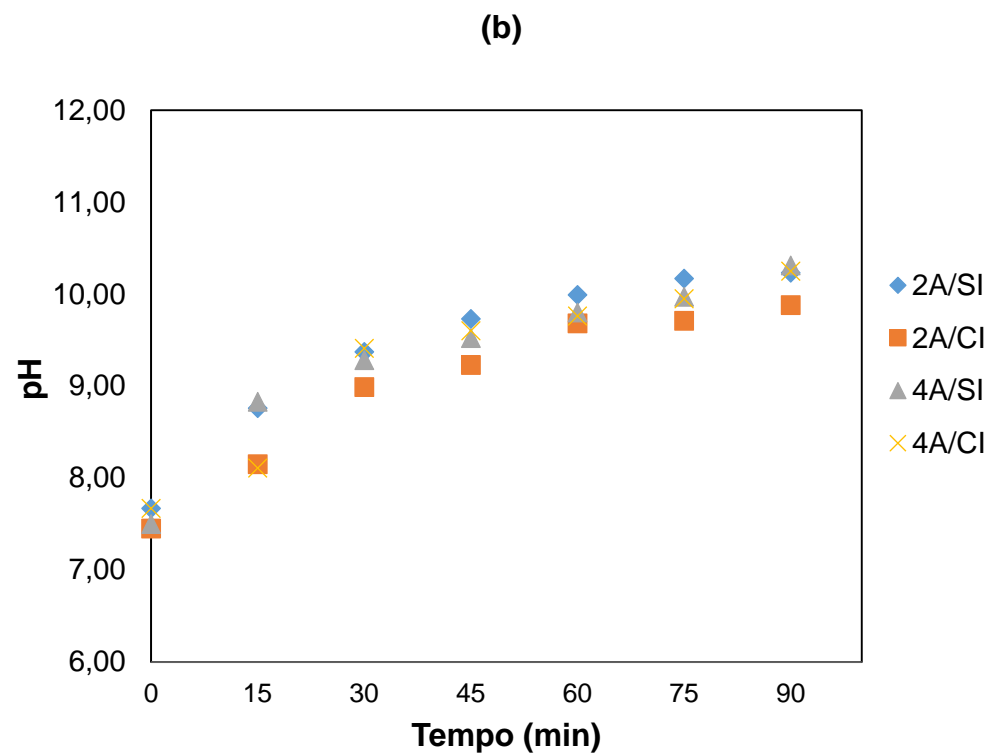 (b)
12,00
11,00
10,00
9,00
8,00
7,00
6,00
pH
0 15 30 45 60 75 90
Tempo (min)
2A/SI
2A/CI
4A/SI
4A/CI